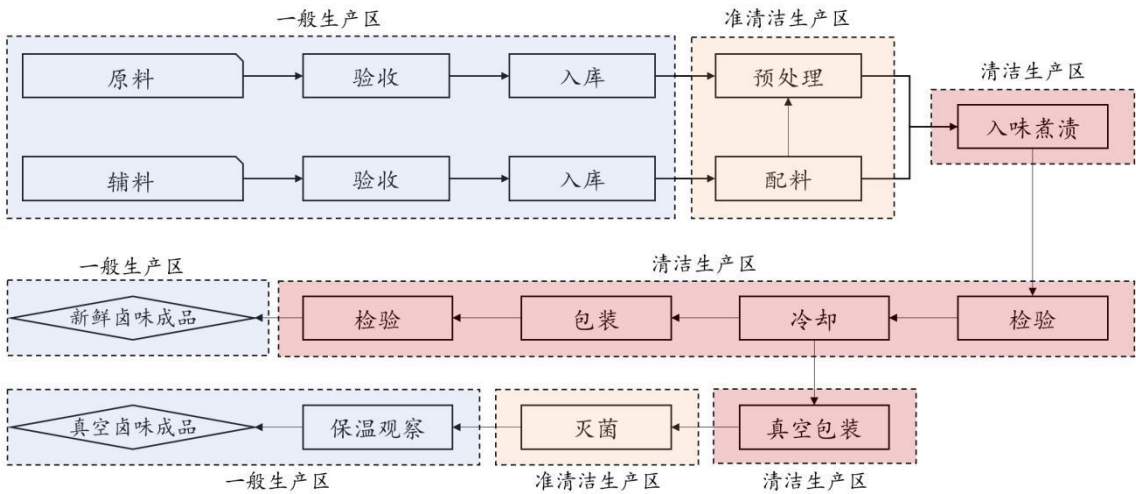 一般生产区
准清洁生产区
原料
验收
入库
预处理
清洁生产区
入味煮渍
辅料
验收
入库
配料
一般生产区
清洁生产区
新鲜卤味成品
检验
包装
冷却
检验
真空卤味成品
保温观察
灭菌
真空包装
一般生产区
准清洁生产区
清洁生产区